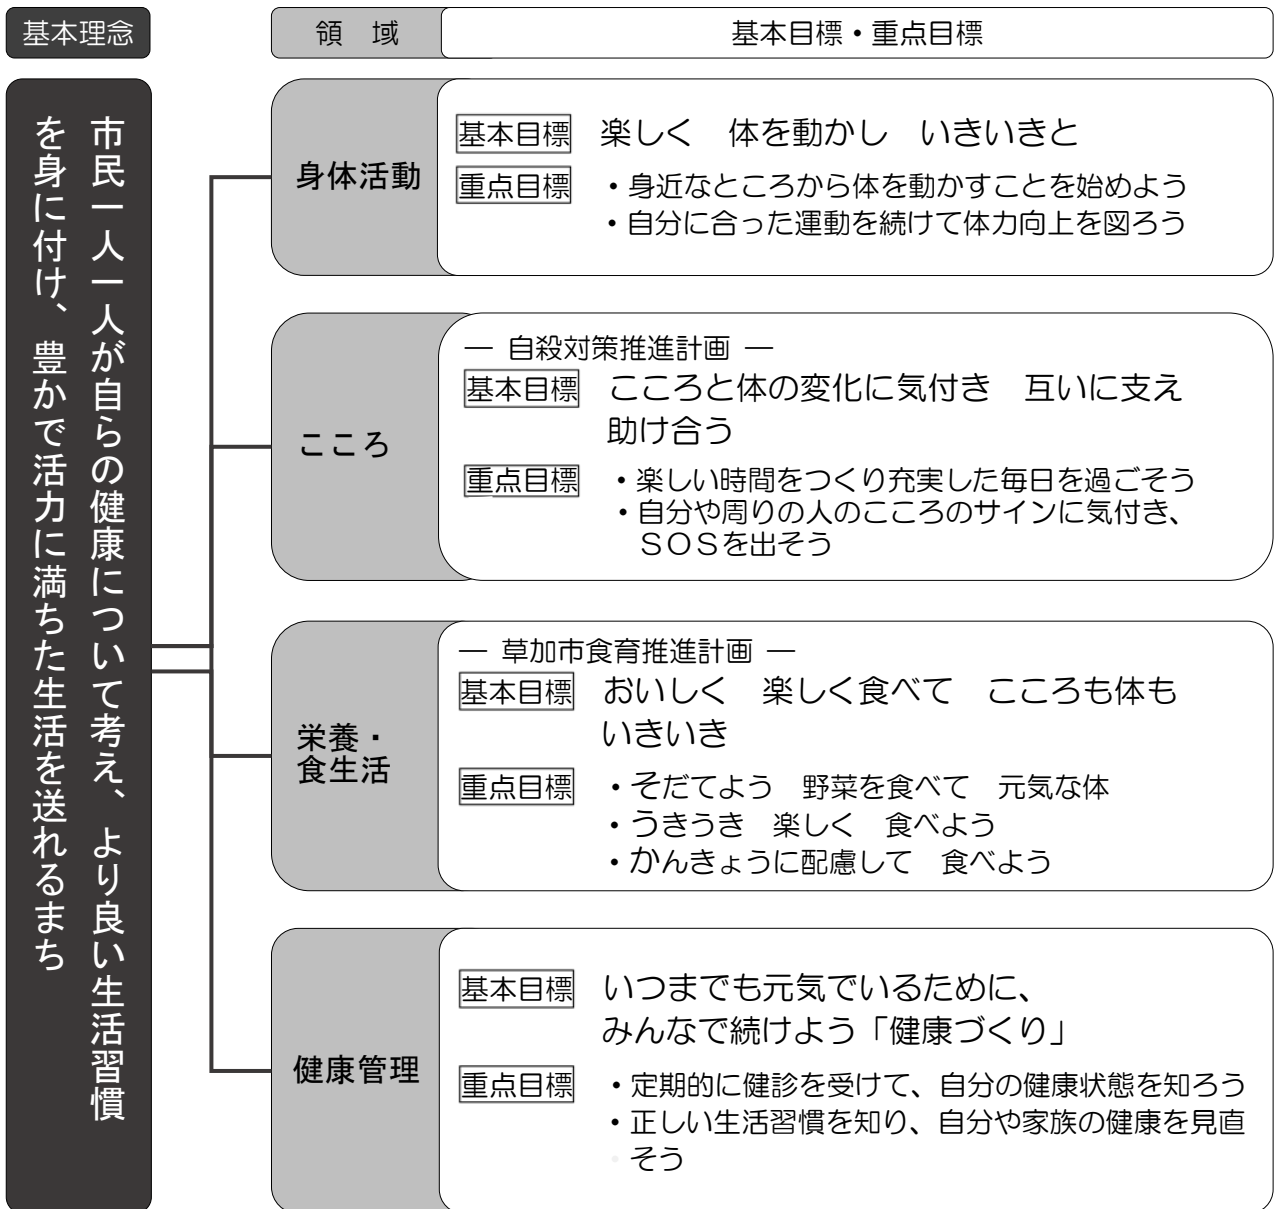 基本理念
領　域
基本目標・重点目標
市民一人一人が自らの健康について考え、より良い生活習慣
を身に付け、豊かで活力に満ちた生活を送れるまち
身体活動
基本目標　楽しく　体を動かし　いきいきと
重点目標　・身近なところから体を動かすことを始めよう
・自分に合った運動を続けて体力向上を図ろう
こころ
― 自殺対策推進計画 ―
基本目標　こころと体の変化に気付き　互いに支え
助け合う
重点目標　・楽しい時間をつくり充実した毎日を過ごそう
・自分や周りの人のこころのサインに気付き、
ＳＯＳを出そう
栄養・
食生活
― 草加市食育推進計画 ―
基本目標　おいしく　楽しく食べて　こころも体も
いきいき
重点目標　・そだてよう　野菜を食べて　元気な体
・うきうき　楽しく　食べよう
・かんきょうに配慮して　食べよう
健康管理
基本目標　いつまでも元気でいるために、
みんなで続けよう「健康づくり」
重点目標　・定期的に健診を受けて、自分の健康状態を知ろう
・正しい生活習慣を知り、自分や家族の健康を見直
そう